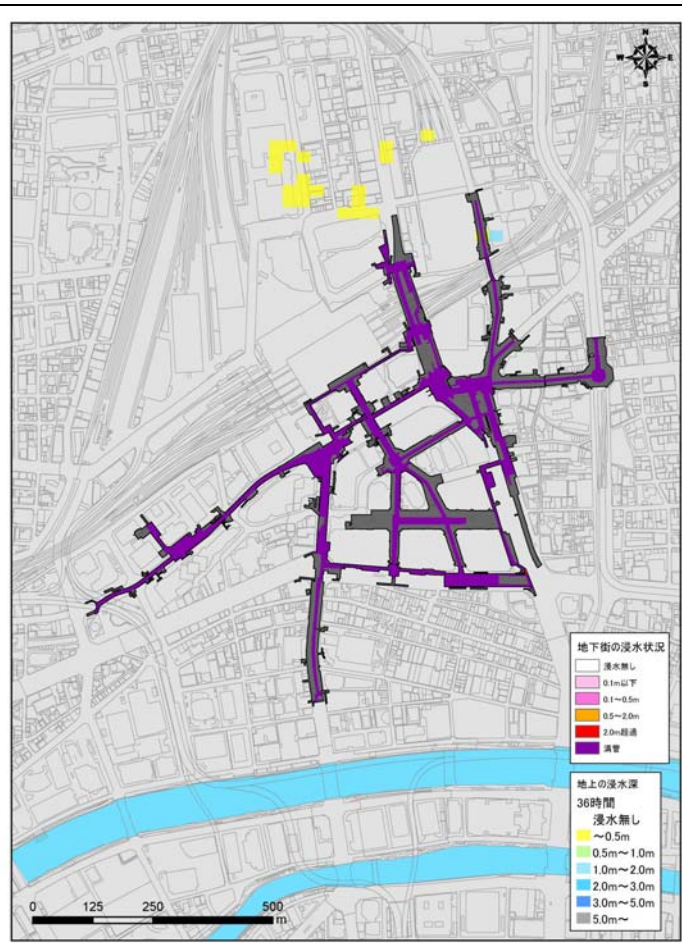 N
W E
S
地下街の浸水状況
浸水無し
0.1m以下
0.1~0.5m
0.5~2.0m
2.0m超過
満管
地上の浸水深
36時間
浸水無し
~0.5m
0.5m~1.0m
1.0m~2.0m
2.0m~3.0m
3.0m~5.0m
5.0m~
0 125 250 500
m